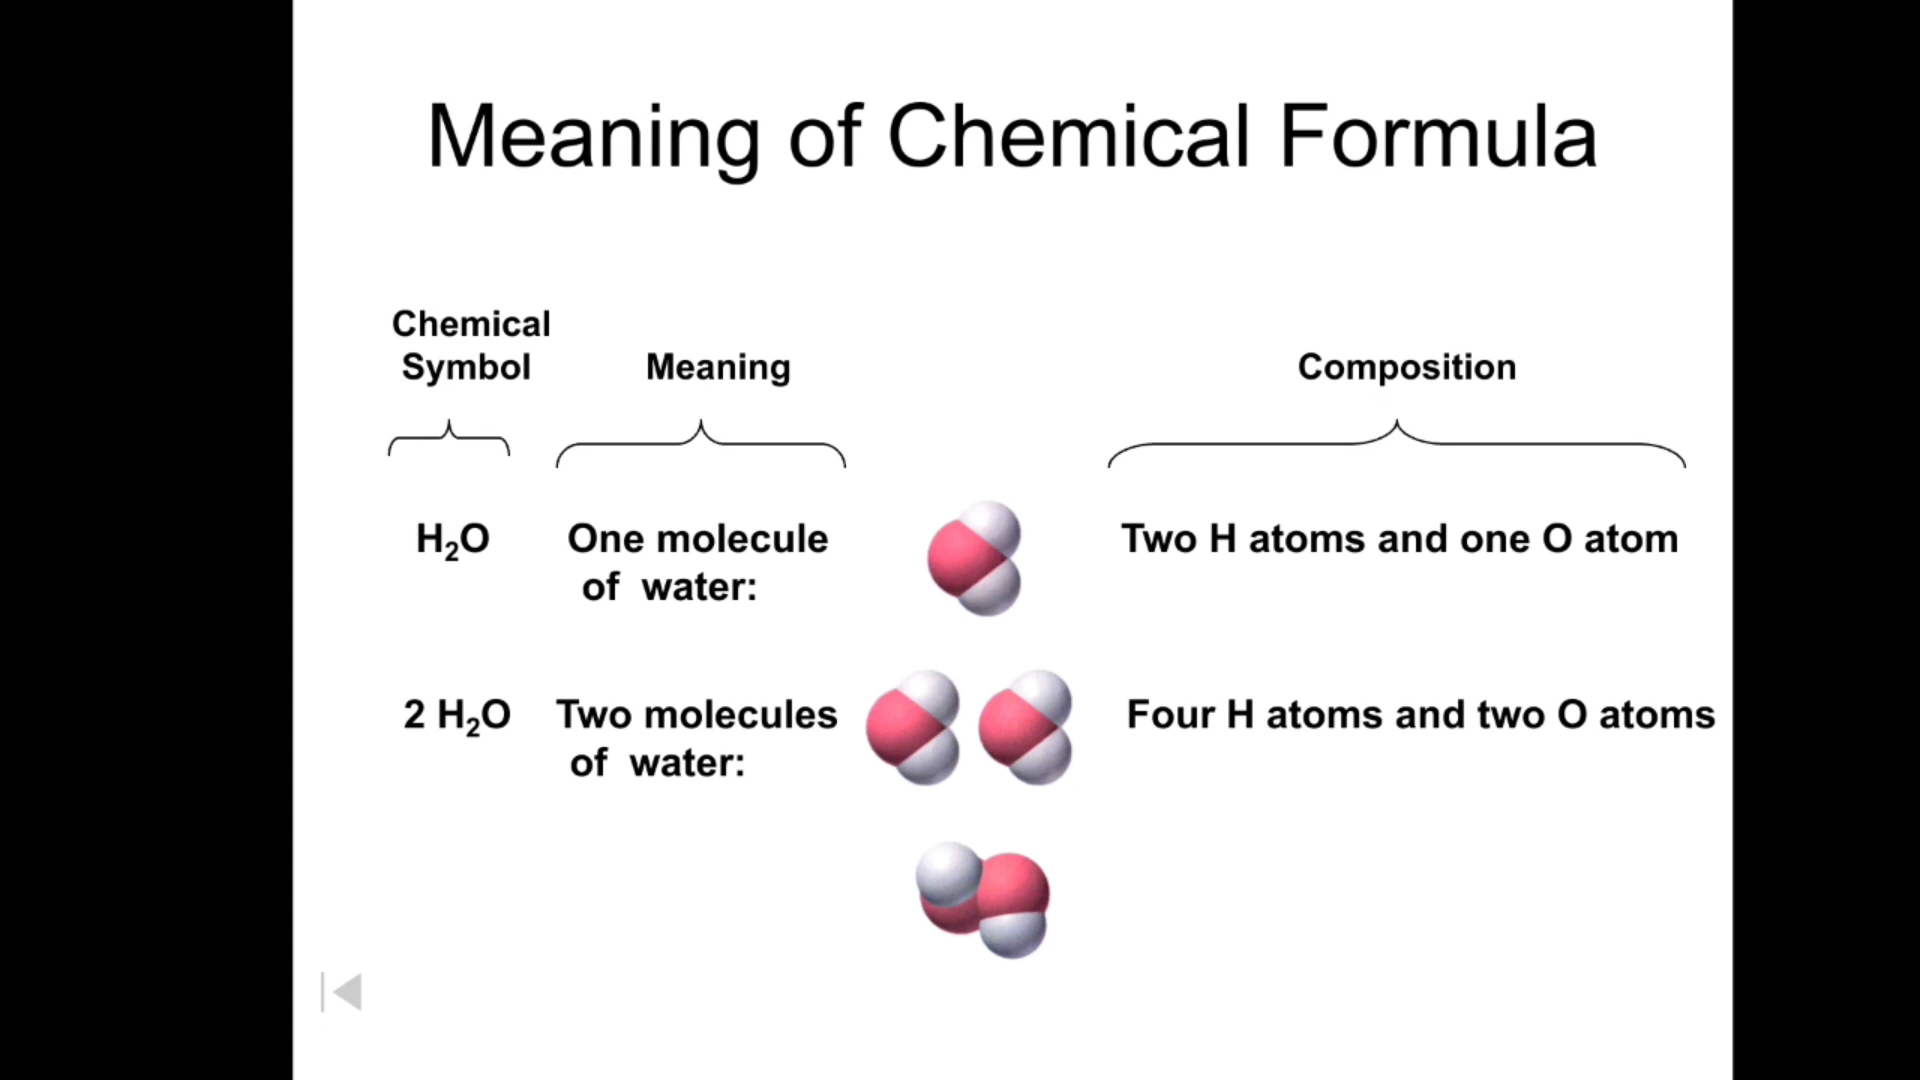 Meaning of Chemical Formula
Chemical
Symbol
Meaning
Composition
H₂O
One molecule
of water:
Two H atoms and one O atom
2 H₂O
Two molecules
of water:
Four H atoms and two O atoms